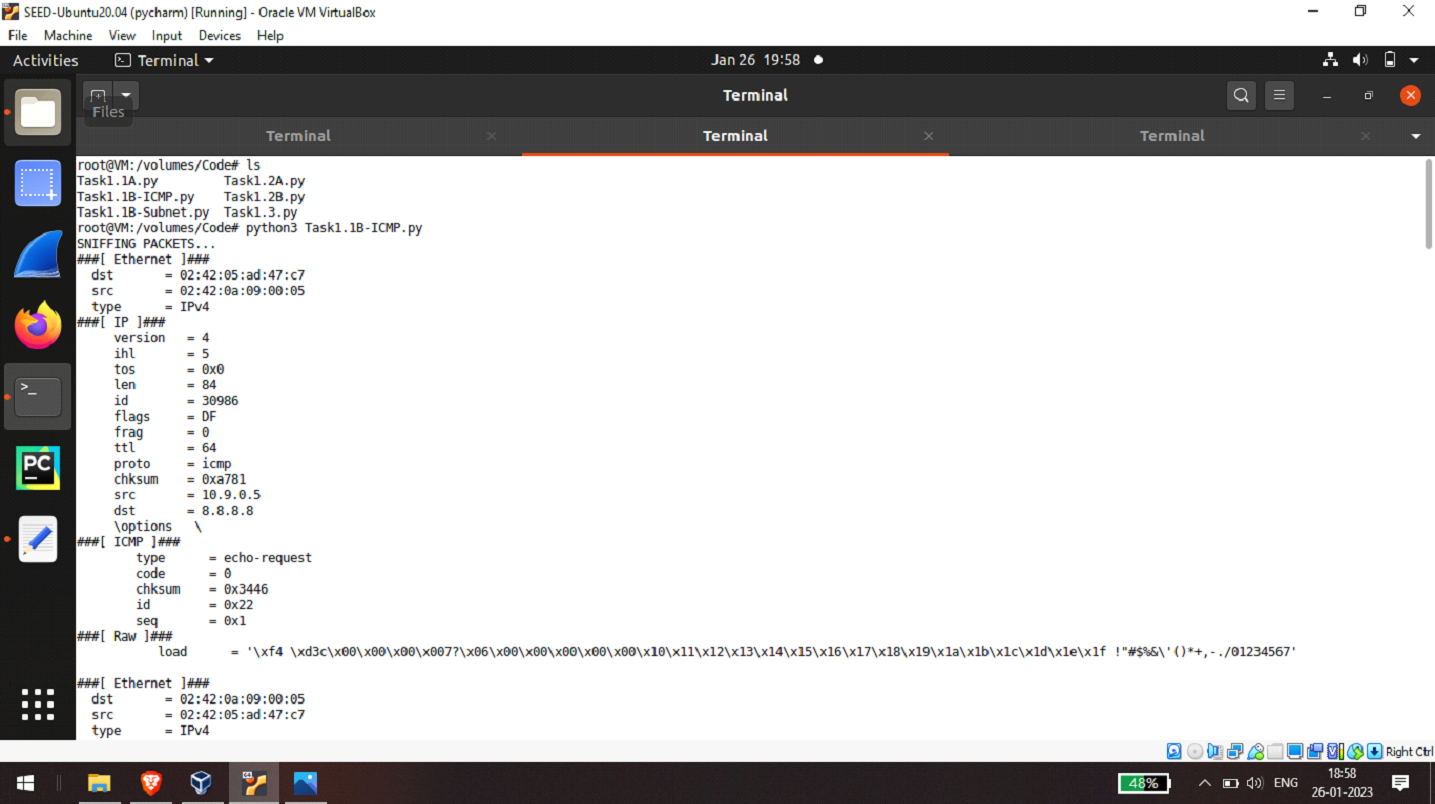 SEED-Ubuntu20.04 (pycharm) [Running] - Oracle VM VirtualBox
File Machine View Input Devices Help
Activities Terminal Jan 26 19:58
Terminal
Files
Terminal Terminal Terminal
root@VM:/volumes/Code# ls
Task1.1A.py Task1.2A.py
Task1.1B-ICMP.py Task1.2B.py
Task1.1B-Subnet.py Task1.3.py
root@VM:/volumes/Code# python3 Task1.1B-ICMP.py
SNIFFING PACKETS...
###[ Ethernet ]###
dst = 02:42:05:ad:47:c7
src = 02:42:0a:09:00:05
type = IPv4
###[ IP ]###
version = 4
ihl = 5
tos = 0x0
len = 84
id = 30986
flags = DF
frag = 0
ttl = 64
proto = icmp
chksum = 0xa781
src = 10.9.0.5
dst = 8.8.8.8
\options \
###[ ICMP ]###
type = echo-request
code = 0
chksum = 0x3446
id = 0x22
seq = 0x1
###[ Raw ]###
load = '\xf4 \xd3c\x00\x00\x00\x007?\x06\x00\x00\x00\x00\x00\x10\x11\x12\x13\x14\x15\x16\x17\x18\x19\x1a\x1b\x1c\x1d\x1e\x1f !"#$%&\'()*+,-./01234567'
###[ Ethernet ]###
dst = 02:42:0a:09:00:05
src = 02:42:05:ad:47:c7
type = IPv4
PC
Right Ctrl
64
48% ENG 18:58
26-01-2023